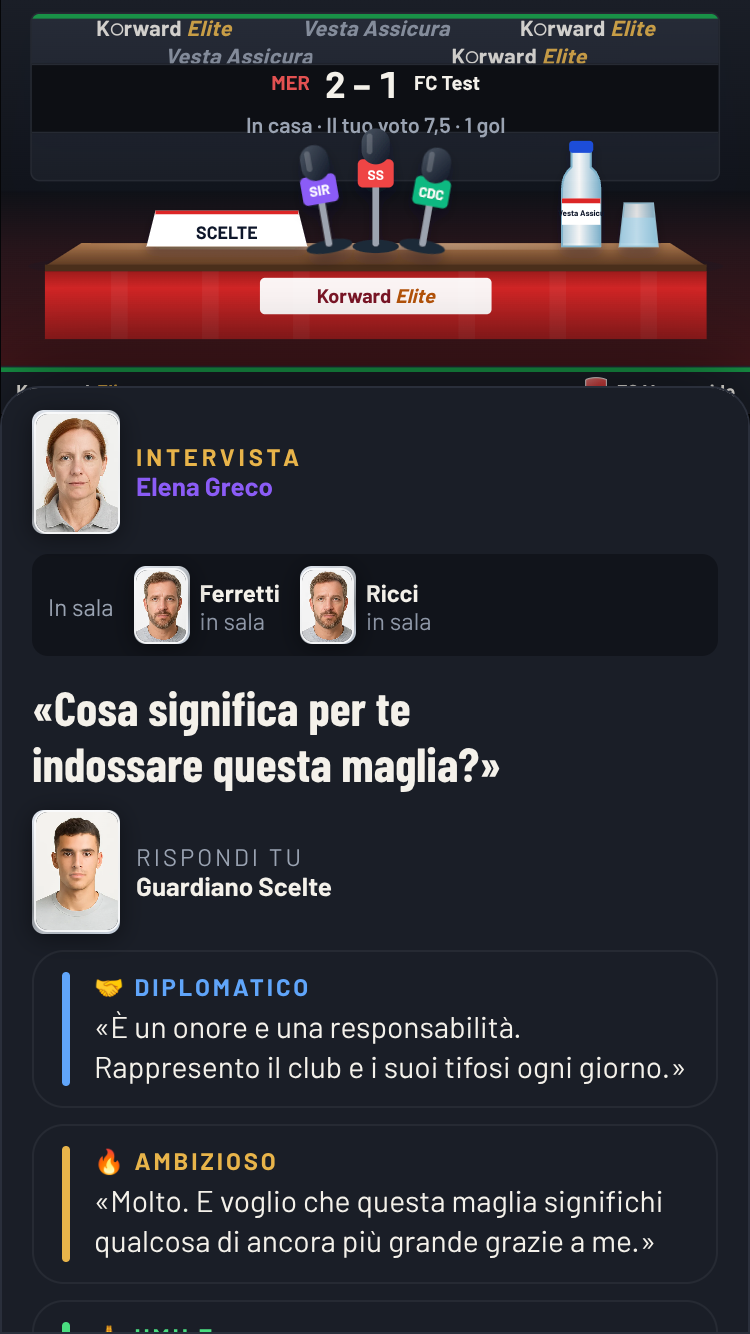 Korward Elite Vesta Assicura Korward Elite
Vesta Assicura Korward Elite
MER 2 – 1 FC Test
In casa · Il tuo voto 7,5 · 1 gol
SIR SS CDC
SCELTE
Korward Elite
INTERVISTA
Elena Greco
In sala
Ferretti
in sala
Ricci
in sala
«Cosa significa per te
indossare questa maglia?»
RISPONDI TU
Guardiano Scelte
DIPLOMATICO
«È un onore e una responsabilità.
Rappresento il club e i suoi tifosi ogni giorno.»
AMBIZIOSO
«Molto. E voglio che questa maglia significhi
qualcosa di ancora più grande grazie a me.»